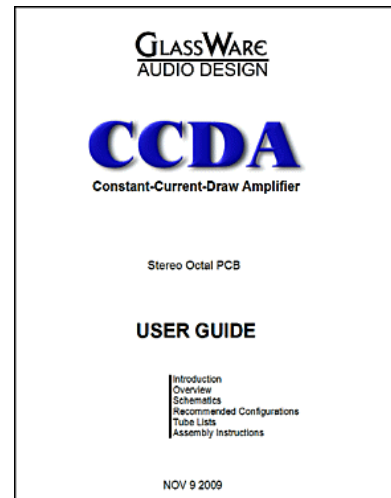 GLASSWARE
AUDIO DESIGN
CCDA
Constant-Current-Draw Amplifier
Stereo Octal PCB
USER GUIDE
Introduction
Overview
Schematics
Recommended Configurations
Tube Lists
Assembly Instructions
NOV 9 2009